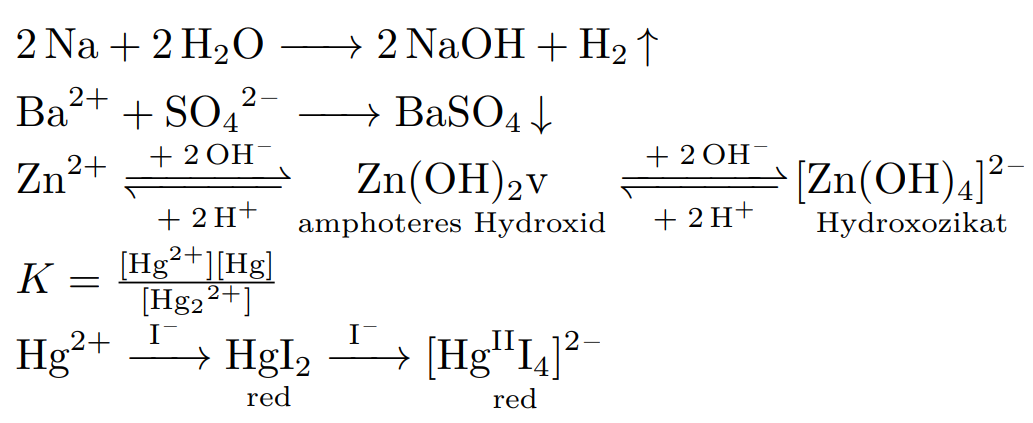 2 Na + 2 H₂O ⟶ 2 NaOH + H₂ ↑
Ba²⁺ + SO₄²⁻ ⟶ BaSO₄ ↓
+ 2 OH⁻ + 2 OH⁻
Zn²⁺ ⇌ Zn(OH)₂v ⇌ [Zn(OH)₄]²⁻
+ 2 H⁺ amphoteres Hydroxid + 2 H⁺ Hydroxozikat
K = [Hg²⁺][Hg] / [Hg₂²⁺]
I⁻ I⁻
Hg²⁺ ⟶ HgI₂ ⟶ [HgᴵᴵI₄]²⁻
red red